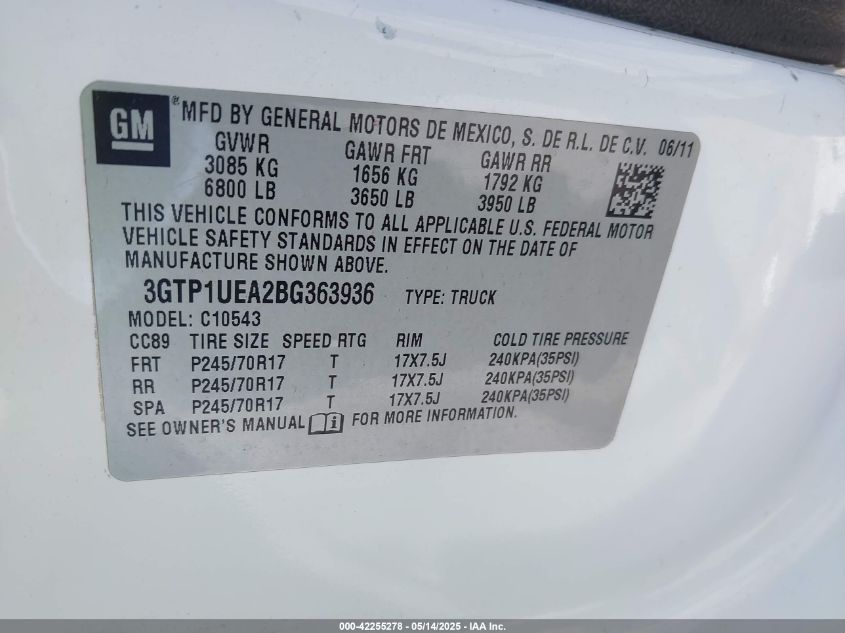 GM ® MFD BY GENERAL MOTORS DE MEXICO, S. DE R.L. DE C.V. 06/11
GVWR GAWR FRT GAWR RR
3085 KG 1656 KG 1792 KG
6800 LB 3650 LB 3950 LB
THIS VEHICLE CONFORMS TO ALL APPLICABLE U.S. FEDERAL MOTOR
VEHICLE SAFETY STANDARDS IN EFFECT ON THE DATE OF
MANUFACTURE SHOWN ABOVE.
3GTP1UEA2BG363936 TYPE: TRUCK
MODEL: C10543
CC89 TIRE SIZE SPEED RTG RIM COLD TIRE PRESSURE
FRT P245/70R17 T 17X7.5J 240KPA(35PSI)
RR P245/70R17 T 17X7.5J 240KPA(35PSI)
SPA P245/70R17 T 17X7.5J 240KPA(35PSI)
SEE OWNER'S MANUAL i FOR MORE INFORMATION.
000-42255278 - 05/14/2025 - IAA Inc.